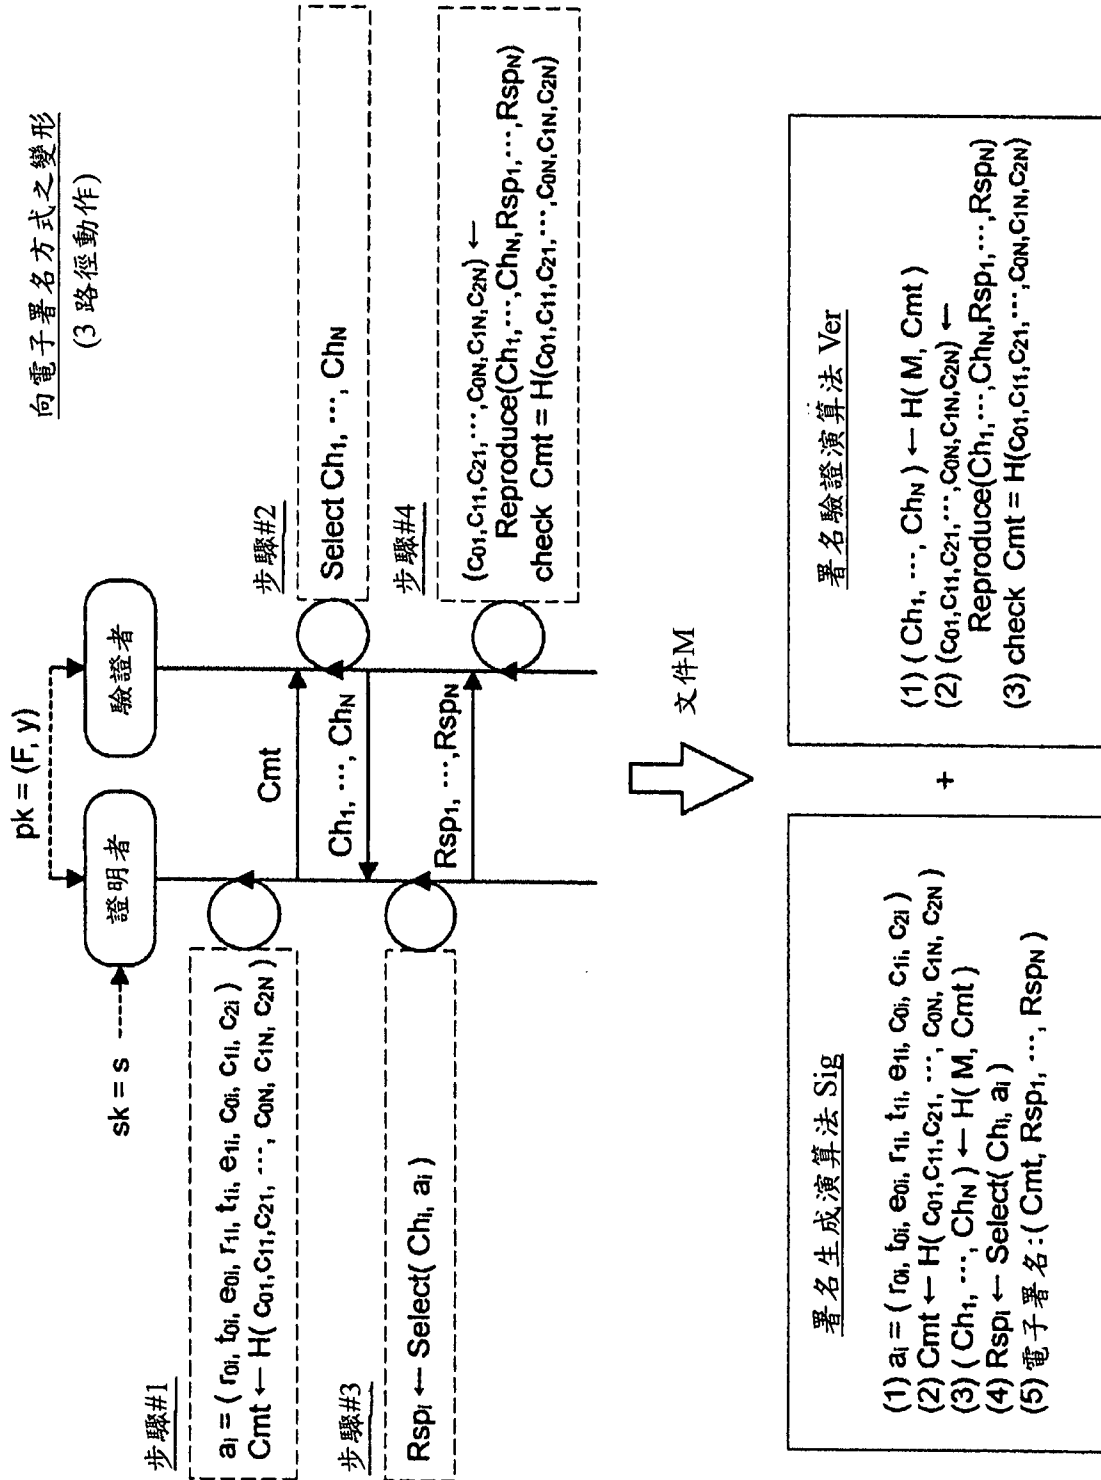 向電子署名方式之變形
(3 路徑動作)
pk = (F, y)
sk = s
證明者
驗證者
步驟#1
aᵢ = ( r₀ᵢ, t₀ᵢ, e₀ᵢ, r₁ᵢ, t₁ᵢ, e₁ᵢ, c₀ᵢ, c₁ᵢ, c₂ᵢ )
Cmt ← H( c₀₁,c₁₁,c₂₁, ⋯, c₀N, c₁N, c₂N )
Cmt
步驟#2
Select Ch₁, ⋯, ChN
Ch₁, ⋯, ChN
步驟#3
Rspᵢ ← Select( Chᵢ, aᵢ )
Rsp₁, ⋯,RspN
步驟#4
(c₀₁,c₁₁,c₂₁,⋯,c₀N,c₁N,c₂N) ←
Reproduce(Ch₁,⋯,ChN,Rsp₁,⋯,RspN)
check Cmt = H(c₀₁,c₁₁,c₂₁,⋯,c₀N,c₁N,c₂N)
文件M
署名生成演算法 Sig
(1) aᵢ = ( r₀ᵢ, t₀ᵢ, e₀ᵢ, r₁ᵢ, t₁ᵢ, e₁ᵢ, c₀ᵢ, c₁ᵢ, c₂ᵢ )
(2) Cmt ← H( c₀₁,c₁₁,c₂₁, ⋯, c₀N, c₁N, c₂N )
(3) ( Ch₁, ⋯, ChN ) ← H( M, Cmt )
(4) Rspᵢ ← Select( Chᵢ, aᵢ )
(5) 電子署名:( Cmt, Rsp₁, ⋯, RspN )
+
署名驗證演算法 Ver
(1) ( Ch₁, ⋯, ChN ) ← H( M, Cmt )
(2) (c₀₁,c₁₁,c₂₁,⋯,c₀N,c₁N,c₂N) ←
Reproduce(Ch₁,⋯,ChN,Rsp₁,⋯,RspN)
(3) check Cmt = H(c₀₁,c₁₁,c₂₁,⋯,c₀N,c₁N,c₂N)